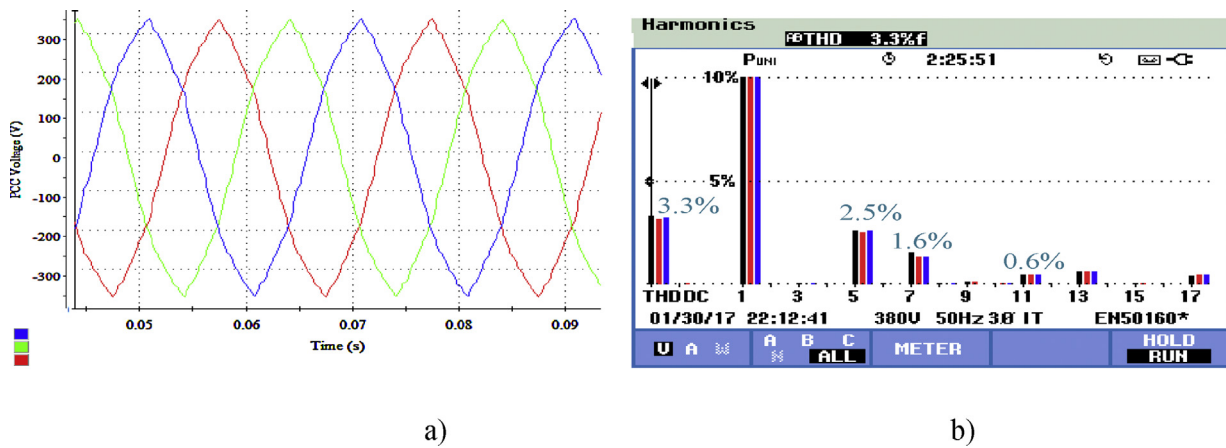 300
200
100
0
-100
-200
-300
PCC Voltage (V)
0.05 0.06 0.07 0.08 0.09
Time (s)
a)
Harmonics
THD 3.3%f
PUNI 2:25:51
10%
5%
3.3%
2.5%
1.6%
0.6%
THD DC 1 3 5 7 9 11 13 15 17
01/30/17 22:12:41 380V 50Hz 3Ø IT EN50160*
V A W
A B C
N ALL
METER
HOLD
RUN
b)